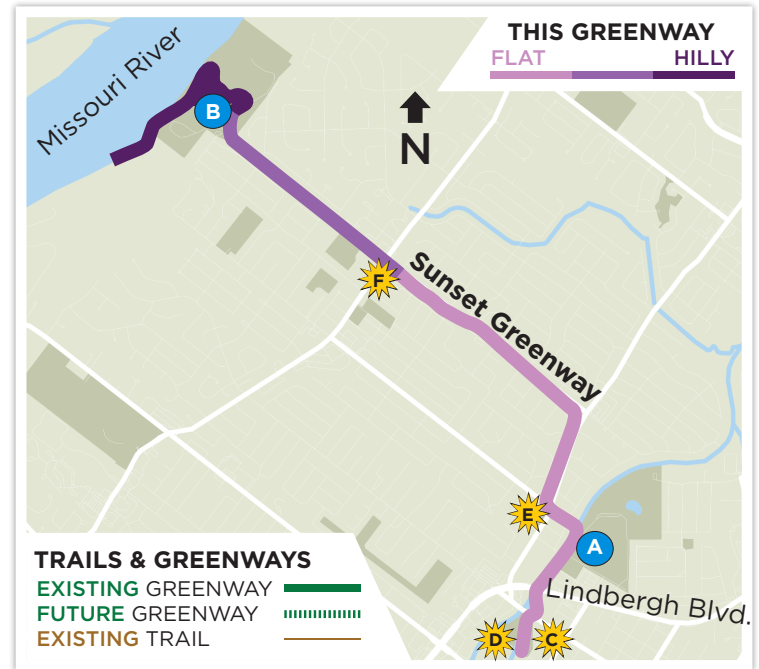 THIS GREENWAY
FLAT HILLY
Missouri River
B
N
Sunset Greenway
F
E
A
Lindbergh Blvd.
D C
TRAILS & GREENWAYS
EXISTING GREENWAY
FUTURE GREENWAY
EXISTING TRAIL